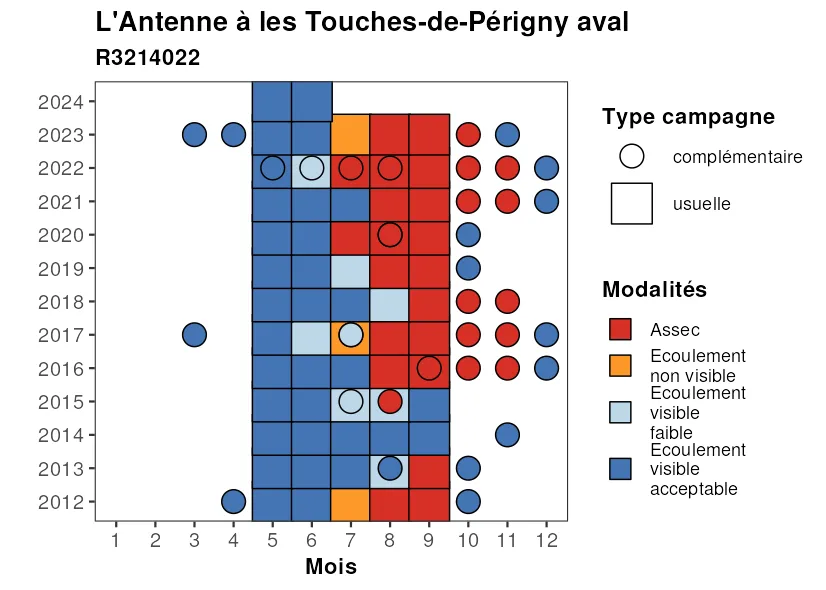 L'Antenne à les Touches-de-Périgny aval
R3214022
2024
2023
2022
2021
2020
2019
2018
2017
2016
2015
2014
2013
2012
1 2 3 4 5 6 7 8 9 10 11 12
Mois
Type campagne
complémentaire
usuelle
Modalités
Assec
Ecoulement
non visible
Ecoulement
visible
faible
Ecoulement
visible
acceptable